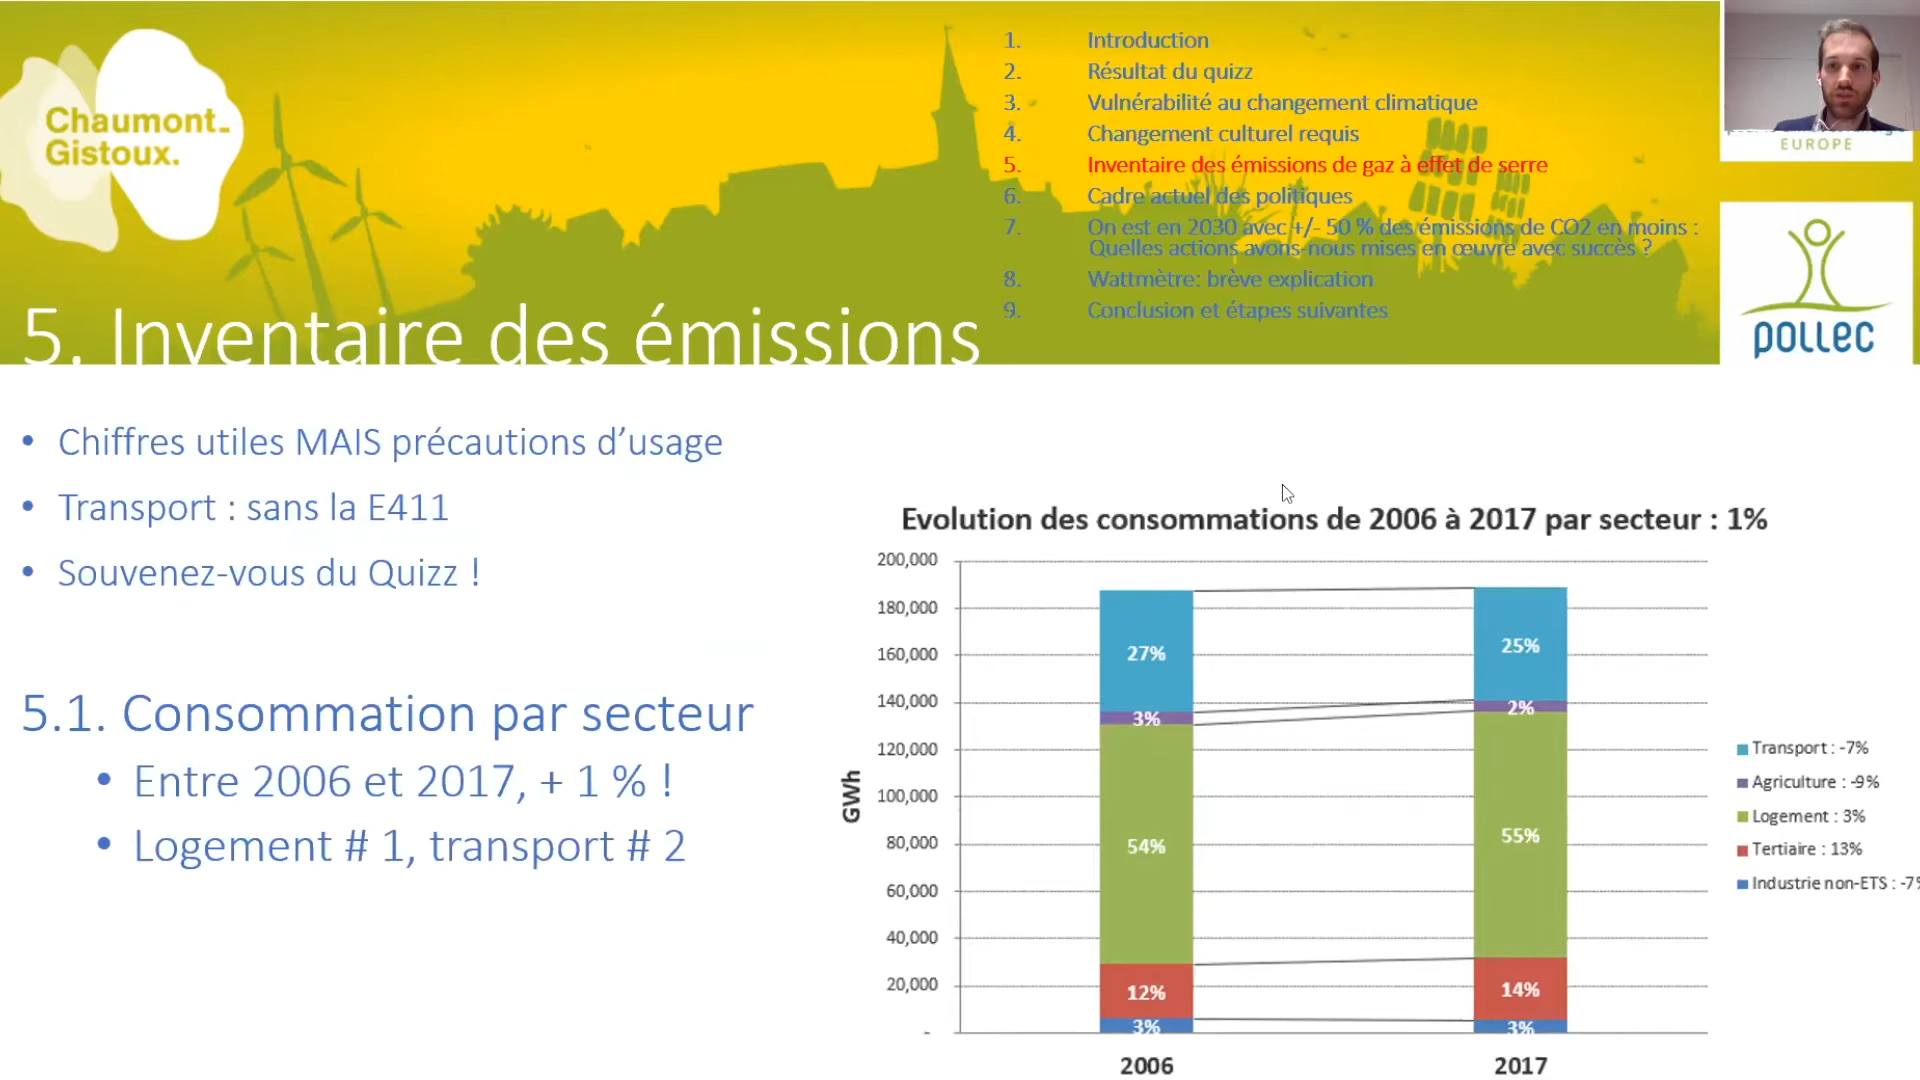 Chaumont-
Gistoux.
1. Introduction
2. Résultat du quizz
3. Vulnérabilité au changement climatique
4. Changement culturel requis
5. Inventaire des émissions de gaz à effet de serre
6. Cadre actuel des politiques
7. On est en 2030 avec +/- 50 % des émissions de CO2 en moins :
Quelles actions avons-nous mises en œuvre avec succès ?
8. Wattmètre: brève explication
9. Conclusion et étapes suivantes
EUROPE
pollec
5. Inventaire des émissions
• Chiffres utiles MAIS précautions d’usage
• Transport : sans la E411
• Souvenez-vous du Quizz !
5.1. Consommation par secteur
• Entre 2006 et 2017, + 1 % !
• Logement # 1, transport # 2
Evolution des consommations de 2006 à 2017 par secteur : 1%
200,000
180,000
160,000
140,000
120,000
100,000
80,000
60,000
40,000
20,000
-
GWh
27%
3%
54%
12%
3%
25%
2%
55%
14%
3%
2006
2017
Transport : -7%
Agriculture : -9%
Logement : 3%
Tertiaire : 13%
Industrie non-ETS : -7%